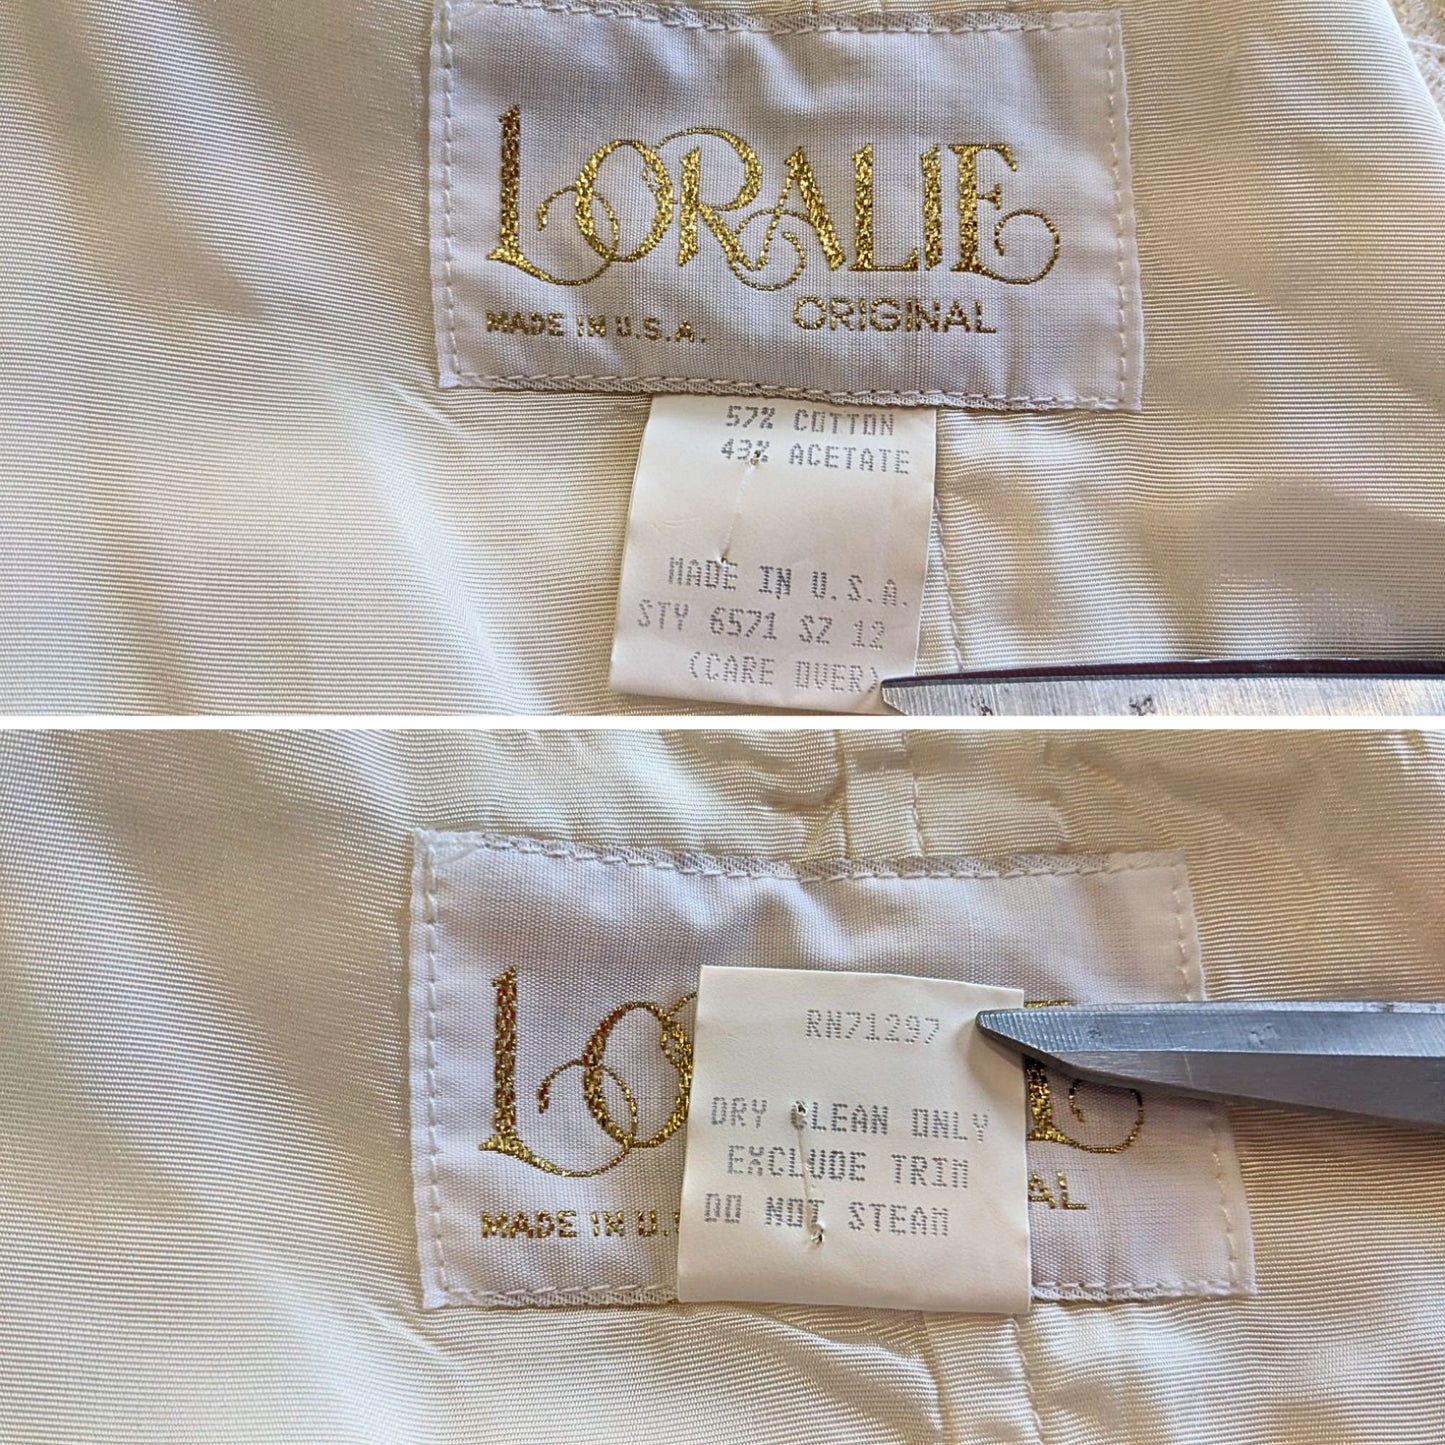 LORALIE
MADE IN U.S.A. ORIGINAL
57% COTTON
43% ACETATE
MADE IN U.S.A.
STY 6571 SZ 12
(CARE OVER)
LO E
MADE IN U.S AL
RN71297
DRY CLEAN ONLY
EXCLUDE TRIM
DO NOT STEAM